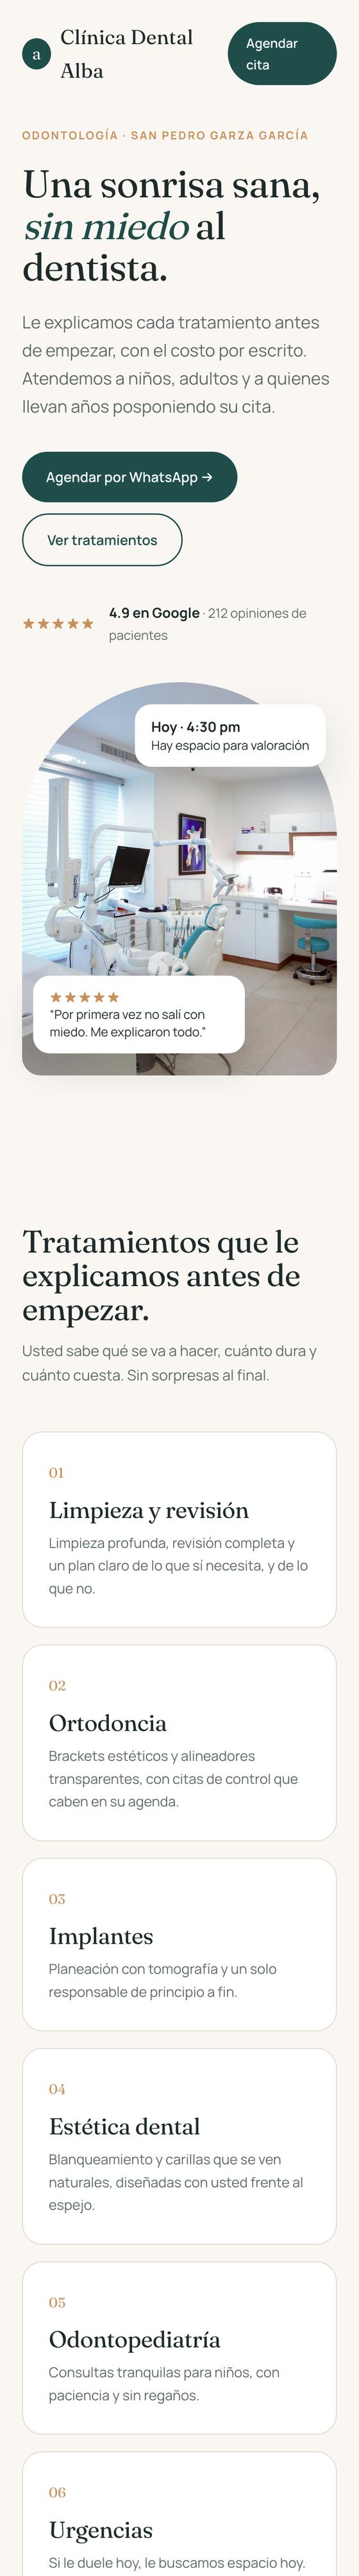 a
Clínica Dental
Alba
Agendar
cita
ODONTOLOGÍA · SAN PEDRO GARZA GARCÍA
Una sonrisa sana,
sin miedo al
dentista.
Le explicamos cada tratamiento antes
de empezar, con el costo por escrito.
Atendemos a niños, adultos y a quienes
llevan años posponiendo su cita.
Agendar por WhatsApp →
Ver tratamientos
★★★★★ 4.9 en Google · 212 opiniones de
pacientes
Hoy · 4:30 pm
Hay espacio para valoración
★★★★★
“Por primera vez no salí con
miedo. Me explicaron todo.”
Tratamientos que le
explicamos antes de
empezar.
Usted sabe qué se va a hacer, cuánto dura y
cuánto cuesta. Sin sorpresas al final.
01
Limpieza y revisión
Limpieza profunda, revisión completa y
un plan claro de lo que sí necesita, y de lo
que no.
02
Ortodoncia
Brackets estéticos y alineadores
transparentes, con citas de control que
caben en su agenda.
03
Implantes
Planeación con tomografía y un solo
responsable de principio a fin.
04
Estética dental
Blanqueamiento y carillas que se ven
naturales, diseñadas con usted frente al
espejo.
05
Odontopediatría
Consultas tranquilas para niños, con
paciencia y sin regaños.
06
Urgencias
Si le duele hoy, le buscamos espacio hoy.